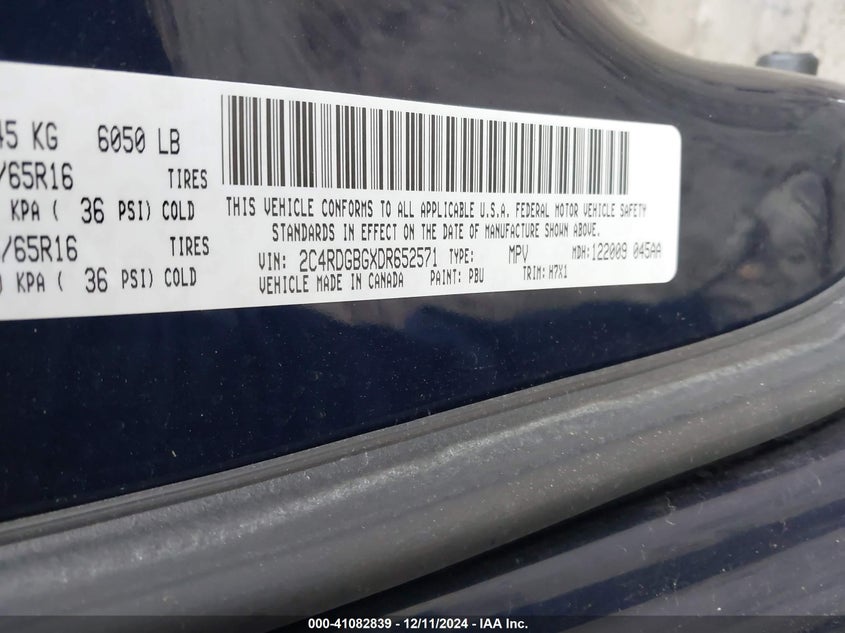 45 KG 6050 LB
/65R16 TIRES
KPA ( 36 PSI) COLD
/65R16 TIRES
) KPA ( 36 PSI) COLD
THIS VEHICLE CONFORMS TO ALL APPLICABLE U.S.A. FEDERAL MOTOR VEHICLE SAFETY
STANDARDS IN EFFECT ON THE DATE OF MANUFACTURE SHOWN ABOVE.
VIN: 2C4RDGBGXDR652571 TYPE: MPV MDH: 122009 045AA
VEHICLE MADE IN CANADA PAINT: PBU TRIM: H7X1
000-41082839 - 12/11/2024 - IAA Inc.